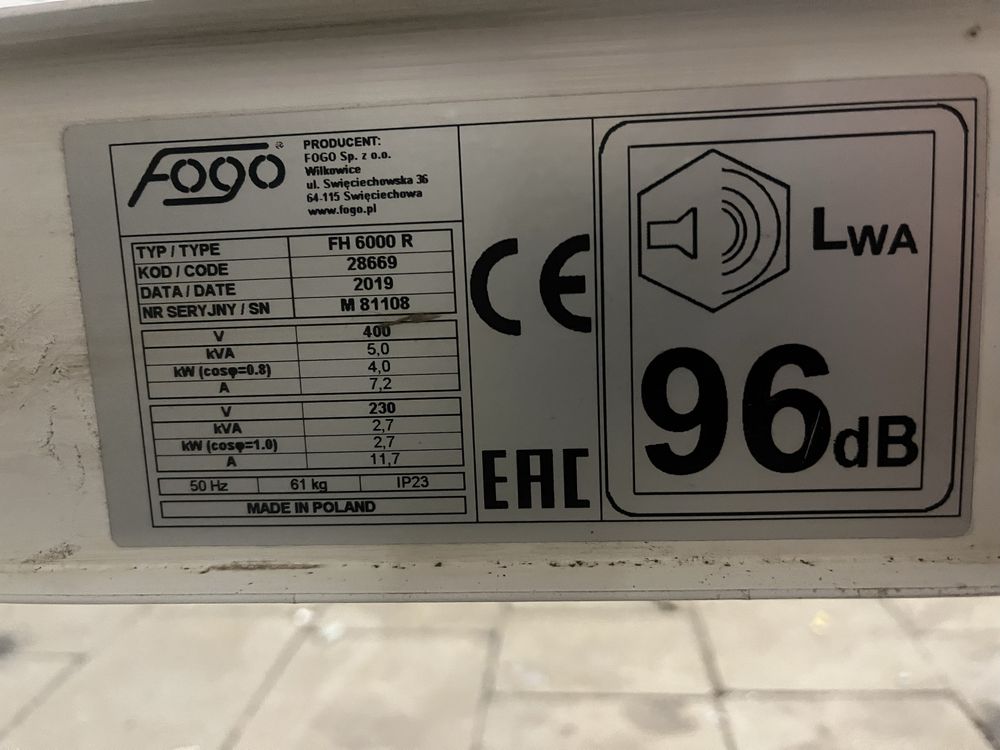 FOGO ®
PRODUCENT:
FOGO Sp. z o.o.
Wilkowice
ul. Święciechowska 36
64-115 Święciechowa
www.fogo.pl
TYP / TYPE FH 6000 R
KOD / CODE 28669
DATA / DATE 2019
NR SERYJNY / SN M 81108
V 400
kVA 5,0
kW (cosφ=0.8) 4,0
A 7,2
V 230
kVA 2,7
kW (cosφ=1.0) 2,7
A 11,7
50 Hz 61 kg IP23
MADE IN POLAND
CE
EAC
LWA
96dB